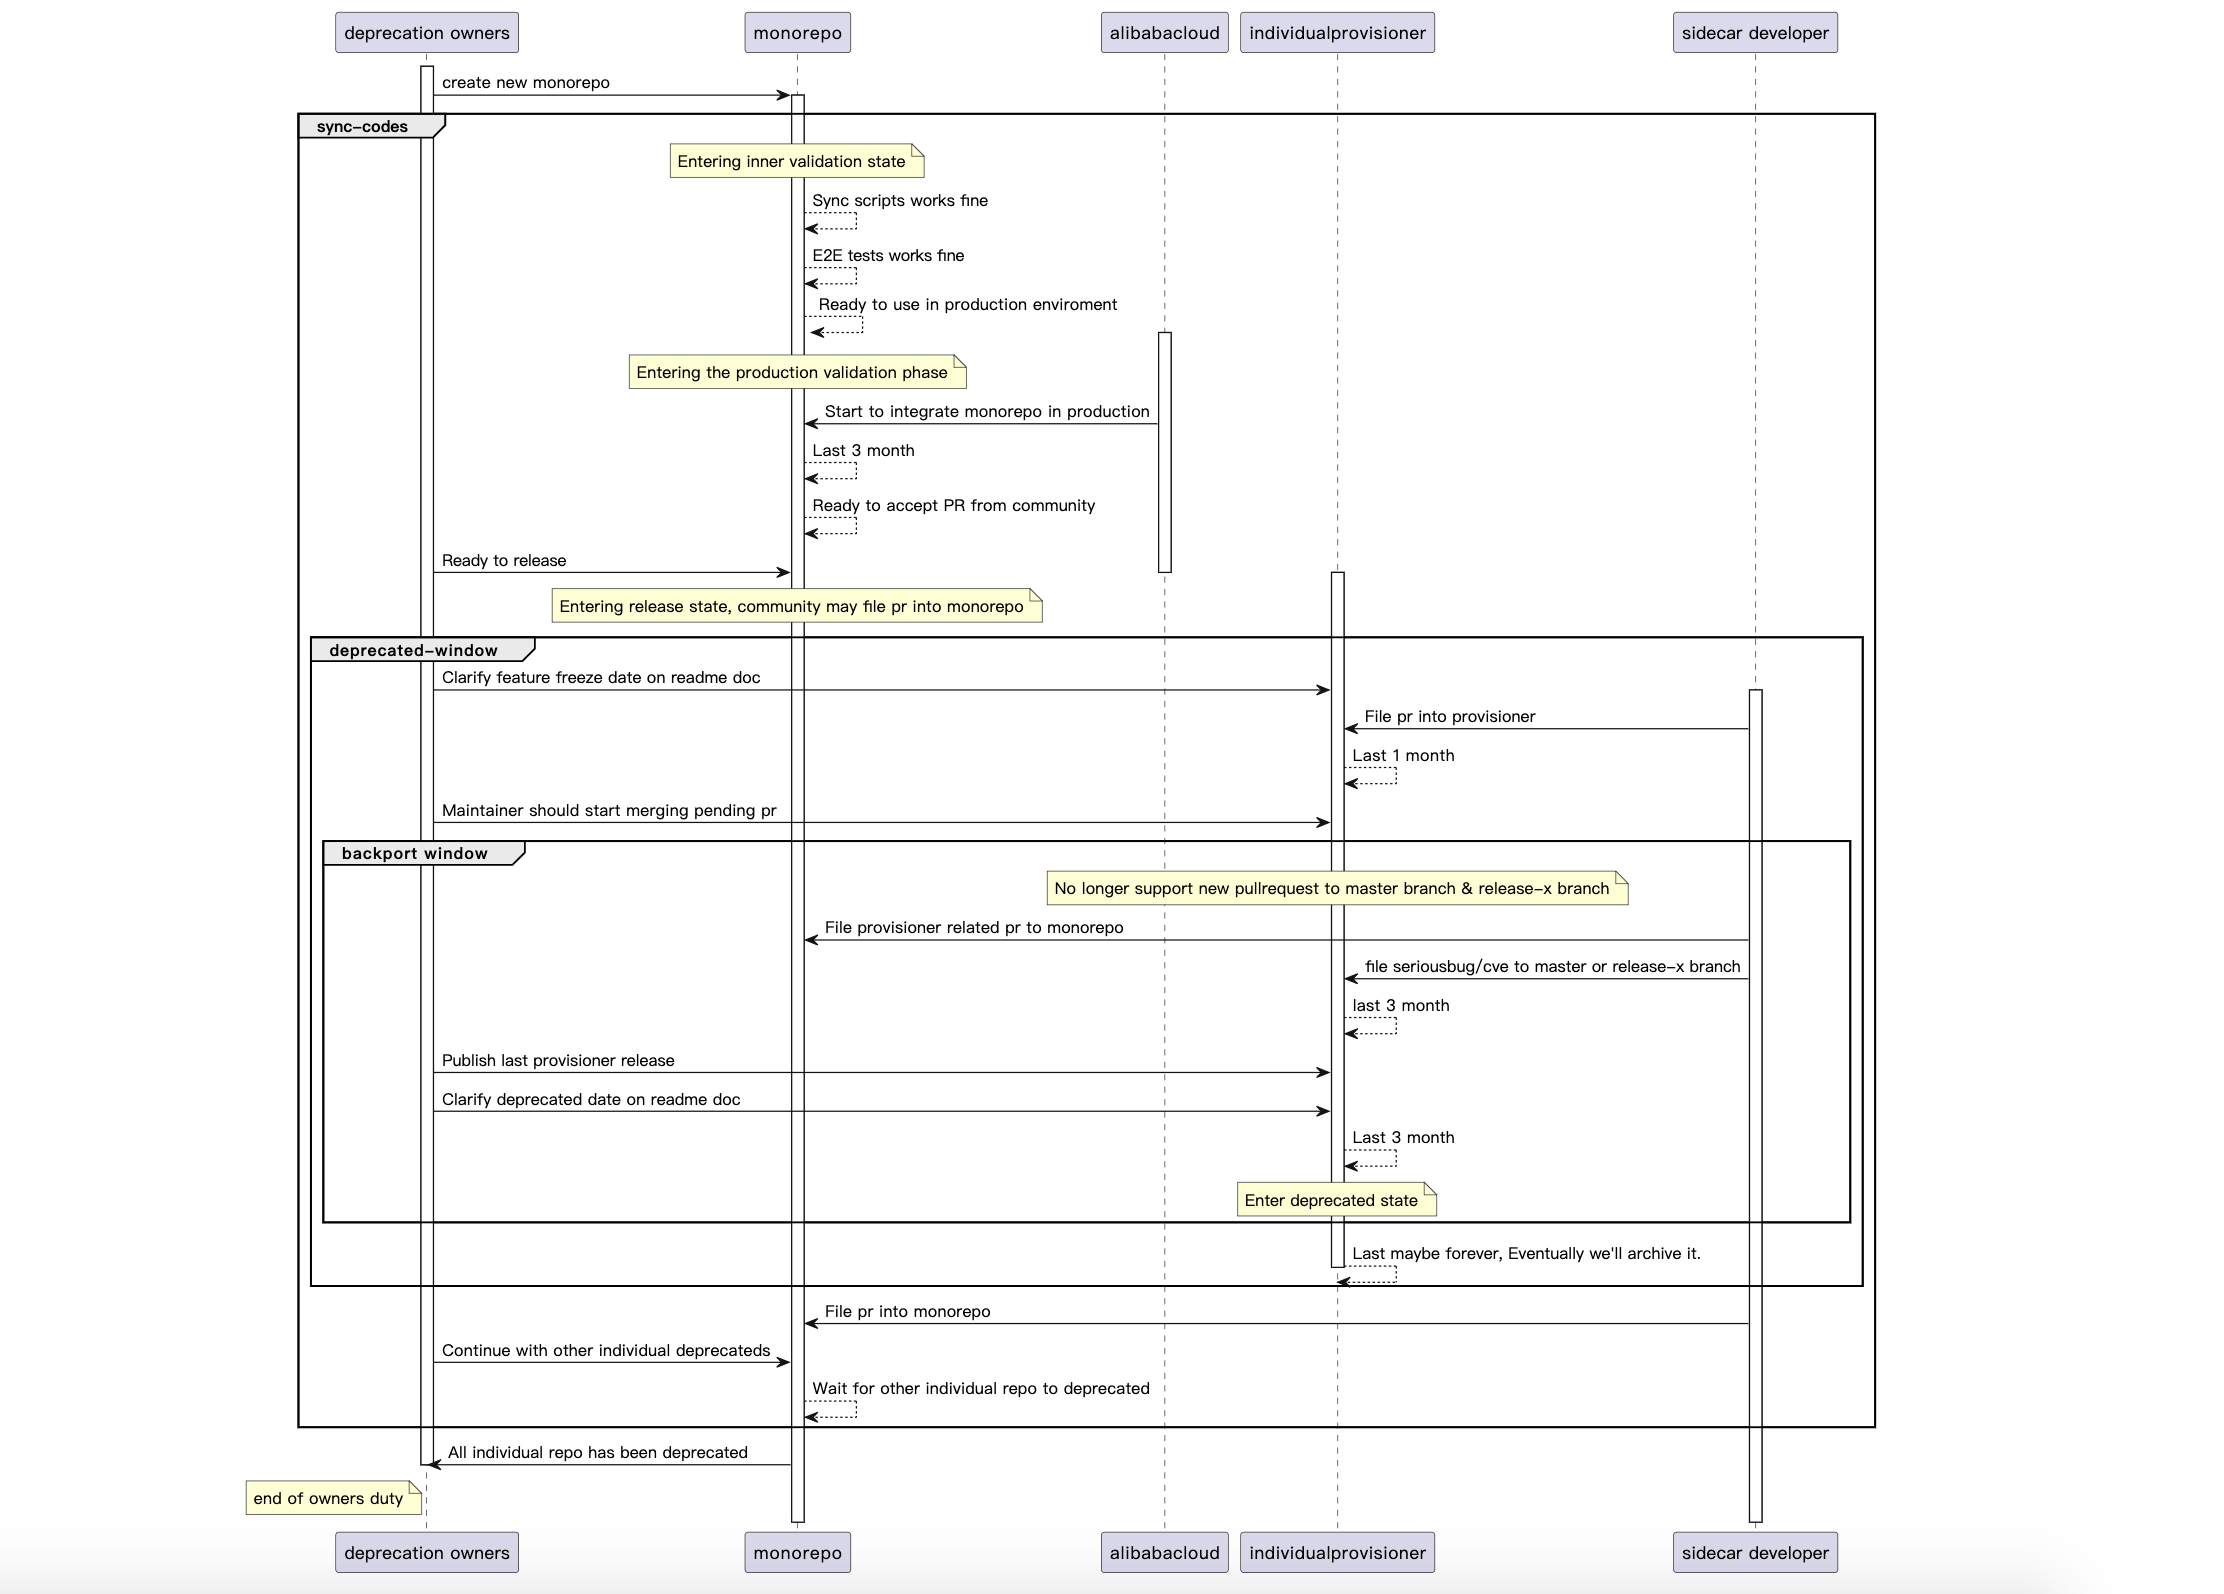 deprecation owners
monorepo
alibabacloud
individualprovisioner
sidecar developer
create new monorepo
sync-codes
Entering inner validation state
Sync scripts works fine
E2E tests works fine
Ready to use in production enviroment
Entering the production validation phase
Start to integrate monorepo in production
Last 3 month
Ready to accept PR from community
Ready to release
Entering release state, community may file pr into monorepo
deprecated-window
Clarify feature freeze date on readme doc
File pr into provisioner
Last 1 month
Maintainer should start merging pending pr
backport window
No longer support new pullrequest to master branch & release-x branch
File provisioner related pr to monorepo
file seriousbug/cve to master or release-x branch
last 3 month
Publish last provisioner release
Clarify deprecated date on readme doc
Last 3 month
Enter deprecated state
Last maybe forever, Eventually we'll archive it.
File pr into monorepo
Continue with other individual deprecateds
Wait for other individual repo to deprecated
All individual repo has been deprecated
end of owners duty
deprecation owners
monorepo
alibabacloud
individualprovisioner
sidecar developer